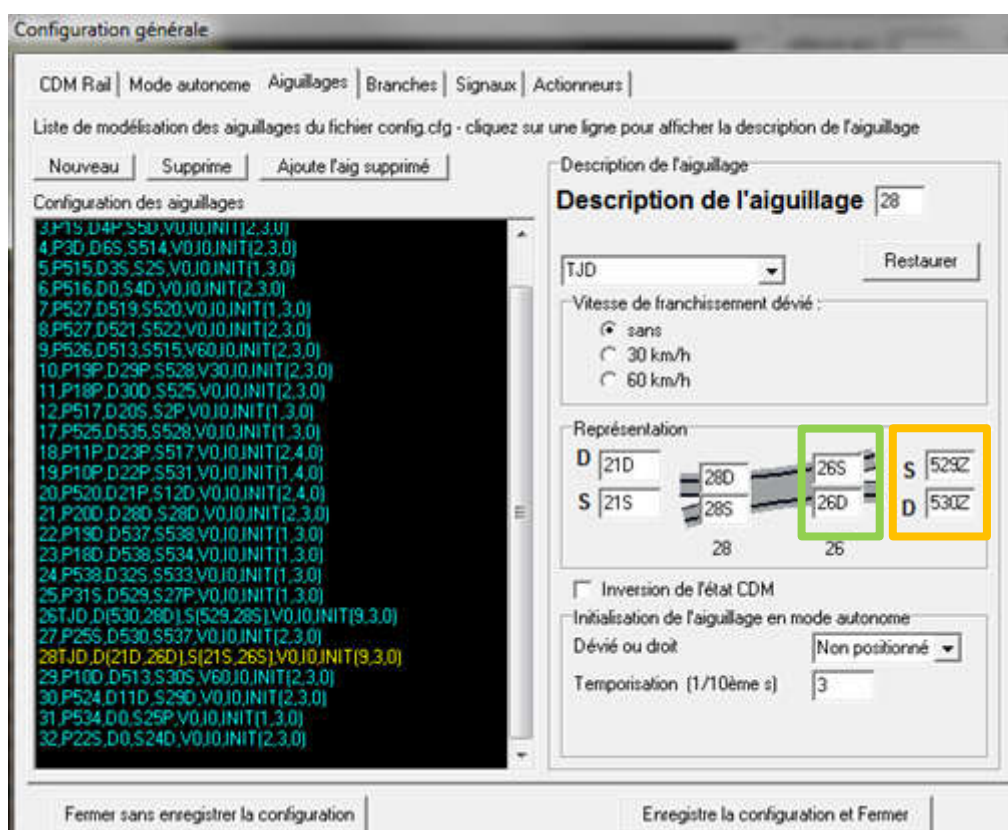 Configuration générale
CDM Rail Mode autonome Aiguillages Branches Signaux Actionneurs
Liste de modélisation des aiguillages du fichier config.cfg - cliquez sur une ligne pour afficher la description de l'aiguillage
Nouveau Supprime Ajoute l'aig supprimé
Configuration des aiguillages
3,P1S,D4P,S5D,V0,I0,INIT(2,3,0)
4,P3D,D6S,S514,V0,I0,INIT(2,3,0)
5,P515,D3S,S2S,V0,I0,INIT(1,3,0)
6,P516,D0,S4D,V0,I0,INIT(2,3,0)
7,P527,D519,S520,V0,I0,INIT(1,3,0)
8,P527,D521,S522,V0,I0,INIT(2,3,0)
9,P526,D513,S515,V60,I0,INIT(2,3,0)
10,P19P,D29P,S528,V30,I0,INIT(2,3,0)
11,P18P,D30D,S525,V0,I0,INIT(2,3,0)
12,P517,D20S,S2P,V0,I0,INIT(1,3,0)
17,P525,D535,S528,V0,I0,INIT(1,3,0)
18,P11P,D23P,S517,V0,I0,INIT(2,4,0)
19,P10P,D22P,S531,V0,I0,INIT(1,4,0)
20,P520,D21P,S12D,V0,I0,INIT(2,4,0)
21,P20D,D28D,S28D,V0,I0,INIT(2,3,0)
22,P19D,D537,S538,V0,I0,INIT(1,3,0)
23,P18D,D538,S534,V0,I0,INIT(1,3,0)
24,P538,D32S,S533,V0,I0,INIT(1,3,0)
25,P31S,D529,S27P,V0,I0,INIT(1,3,0)
26TJD,D(530,28D),S(529,28S),V0,I0,INIT(9,3,0)
27,P25S,D530,S537,V0,I0,INIT(2,3,0)
28TJD,D(21D,26D),S(21S,26S),V0,I0,INIT(9,3,0)
29,P10D,D513,S30S,V60,I0,INIT(2,3,0)
30,P524,D11D,S29D,V0,I0,INIT(2,3,0)
31,P534,D0,S25P,V0,I0,INIT(1,3,0)
32,P22S,D0,S24D,V0,I0,INIT(2,3,0)
Description de l'aiguillage
Description de l'aiguillage 28
TJD Restaurer
Vitesse de franchissement dévié :
sans
30 km/h
60 km/h
Représentation
D 21D 28D 26S S 529Z
S 21S 28S 26D D 530Z
28 26
Inversion de l'état CDM
Initialisation de l'aiguillage en mode autonome
Dévié ou droit Non positionné
Temporisation (1/10ème s) 3
Fermer sans enregistrer la configuration Enregistre la configuration et Fermer